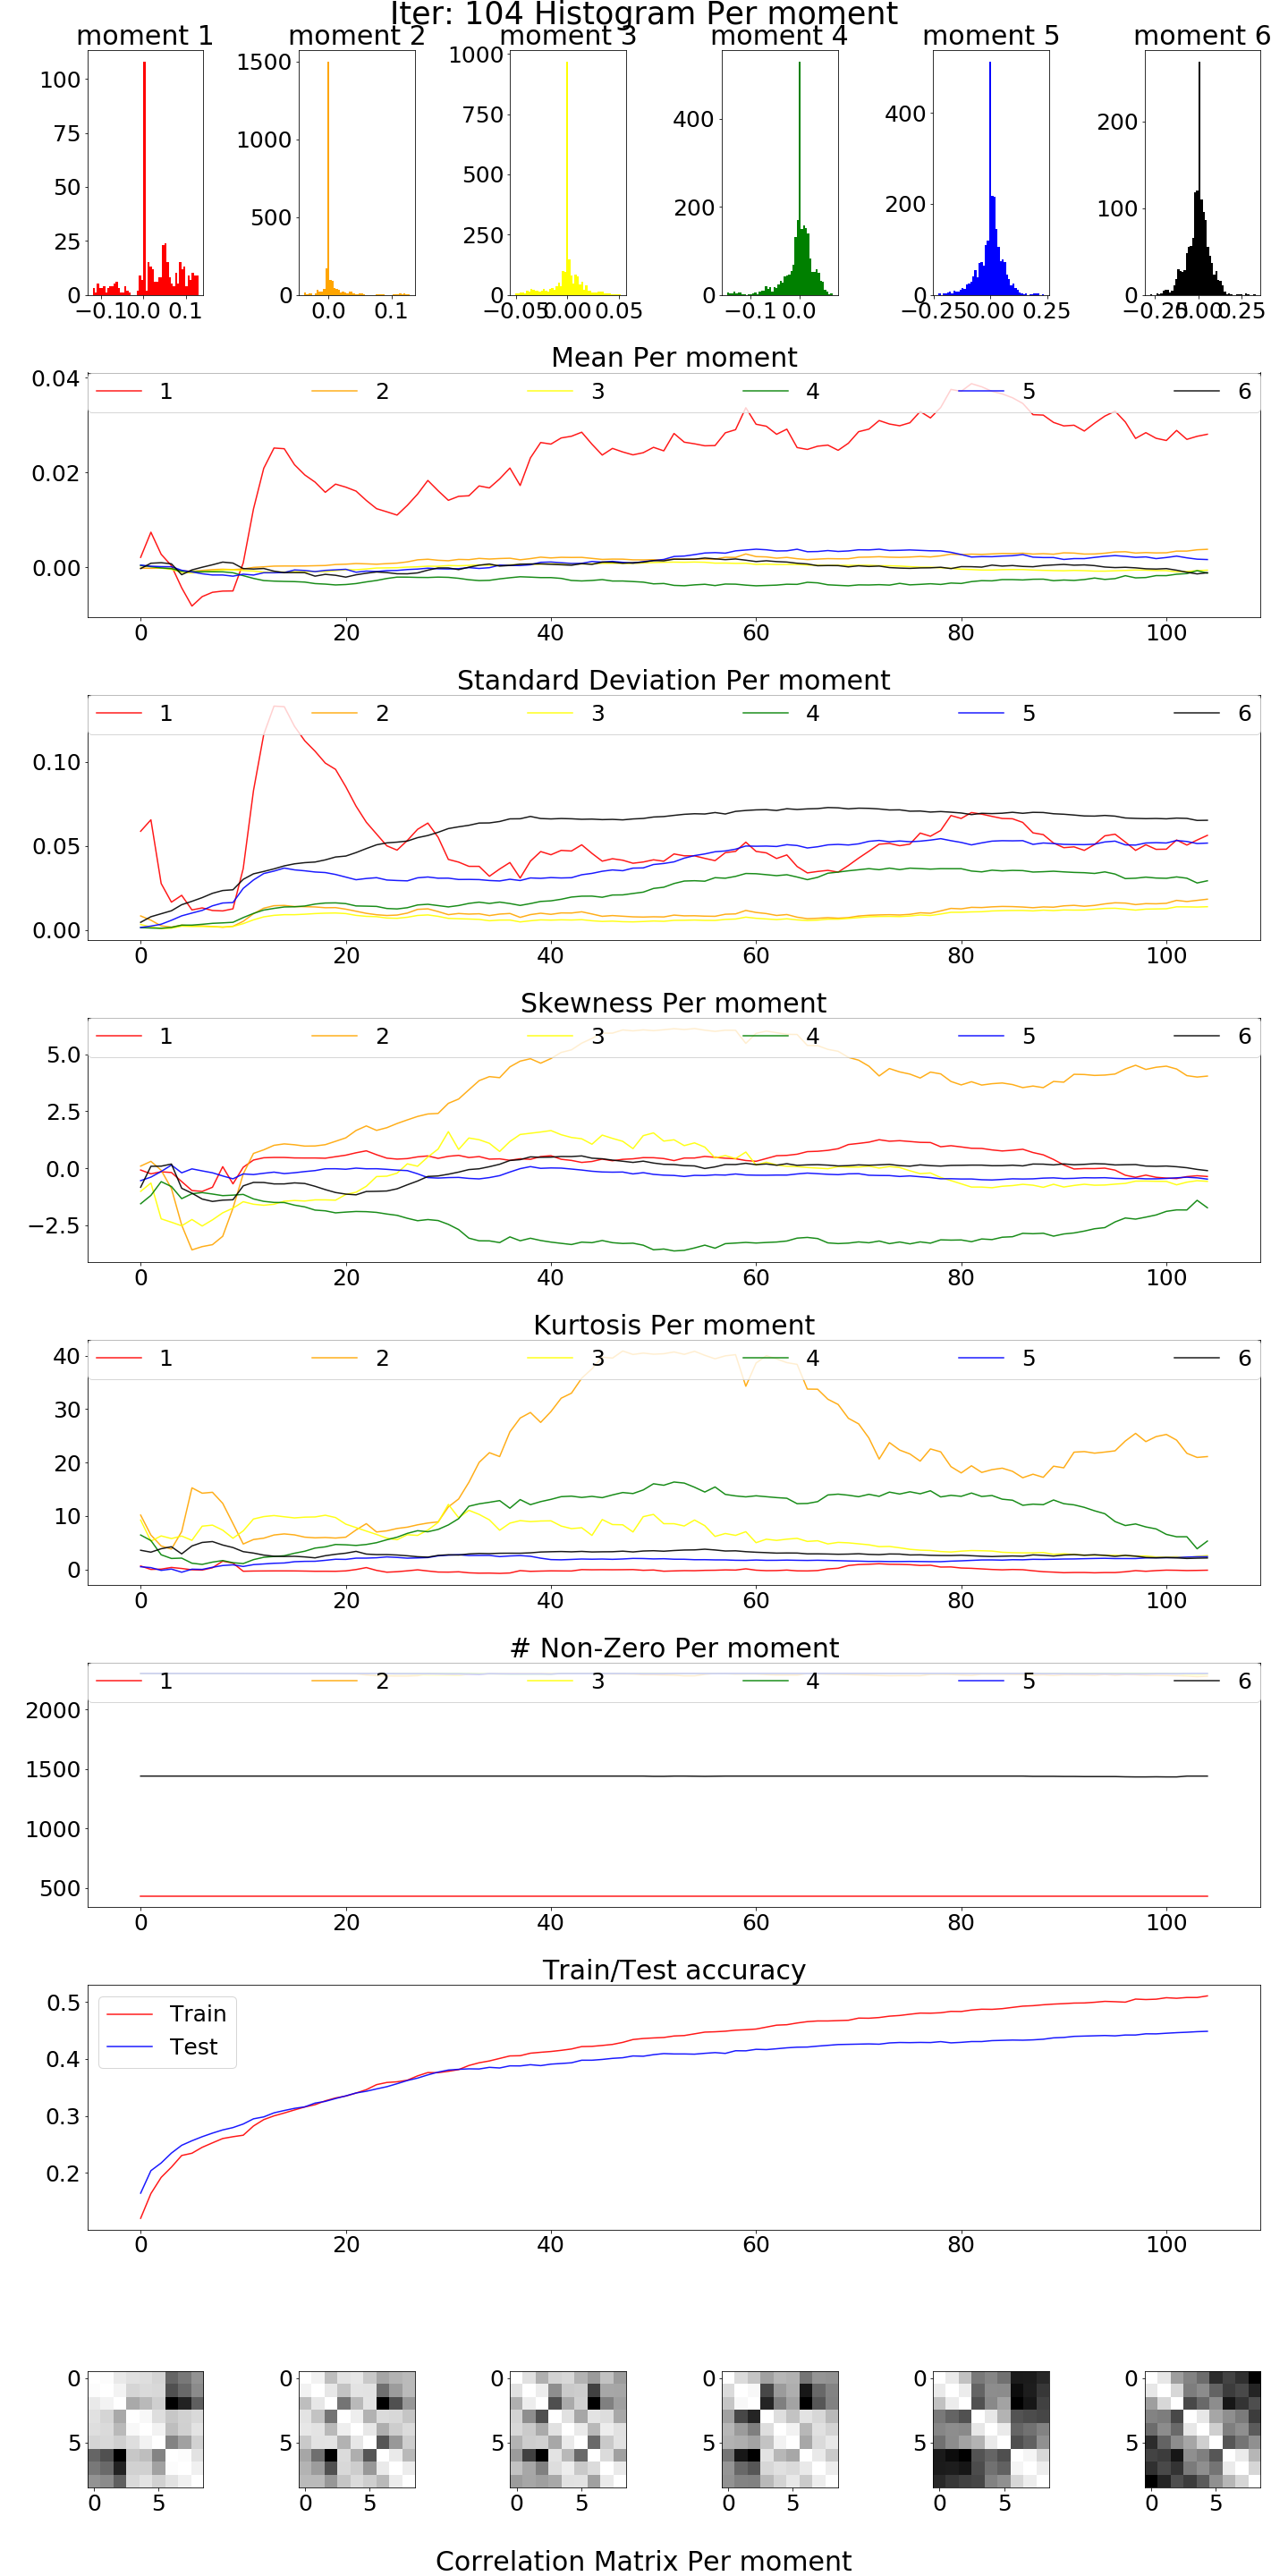 Iter: 104 Histogram Per moment
moment 1 moment 2 moment 3 moment 4 moment 5 moment 6
100 75 50 25 0
−0.1 0.0 0.1
1500 1000 500 0
0.0 0.1
1000 750 500 250 0
−0.05 0.00 0.05
400 200 0
−0.1 0.0
400 200 0
−0.25 0.00 0.25
200 100 0
−0.25 0.00 0.25
Mean Per moment
1 2 3 4 5 6
0.04
0.02
0.00
0 20 40 60 80 100
Standard Deviation Per moment
1 2 3 4 5 6
0.10
0.05
0.00
0 20 40 60 80 100
Skewness Per moment
1 2 3 4 5 6
5.0
2.5
0.0
−2.5
0 20 40 60 80 100
Kurtosis Per moment
1 2 3 4 5 6
40
30
20
10
0
0 20 40 60 80 100
# Non-Zero Per moment
1 2 3 4 5 6
2000
1500
1000
500
0 20 40 60 80 100
Train/Test accuracy
Train
Test
0.5
0.4
0.3
0.2
0 20 40 60 80 100
0 0 0 0 0 0
5 5 5 5 5 5
0 5 0 5 0 5 0 5 0 5 0 5
Correlation Matrix Per moment